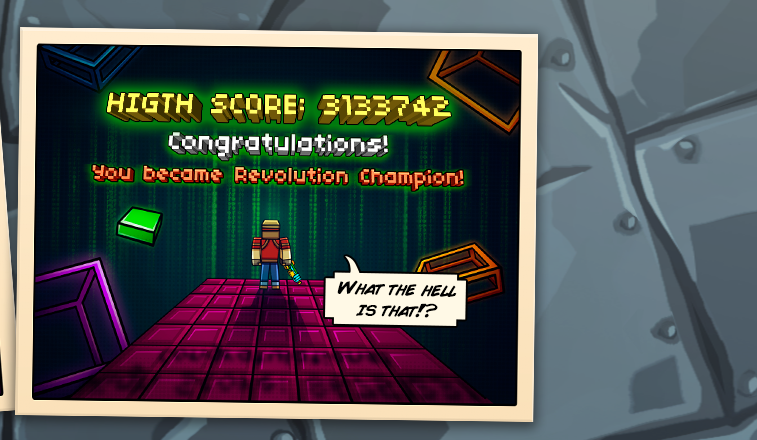 HIGTH SCORE: 3133742
Congratulations!
You became Revolution Champion!
WHAT THE HELL
IS THAT!?